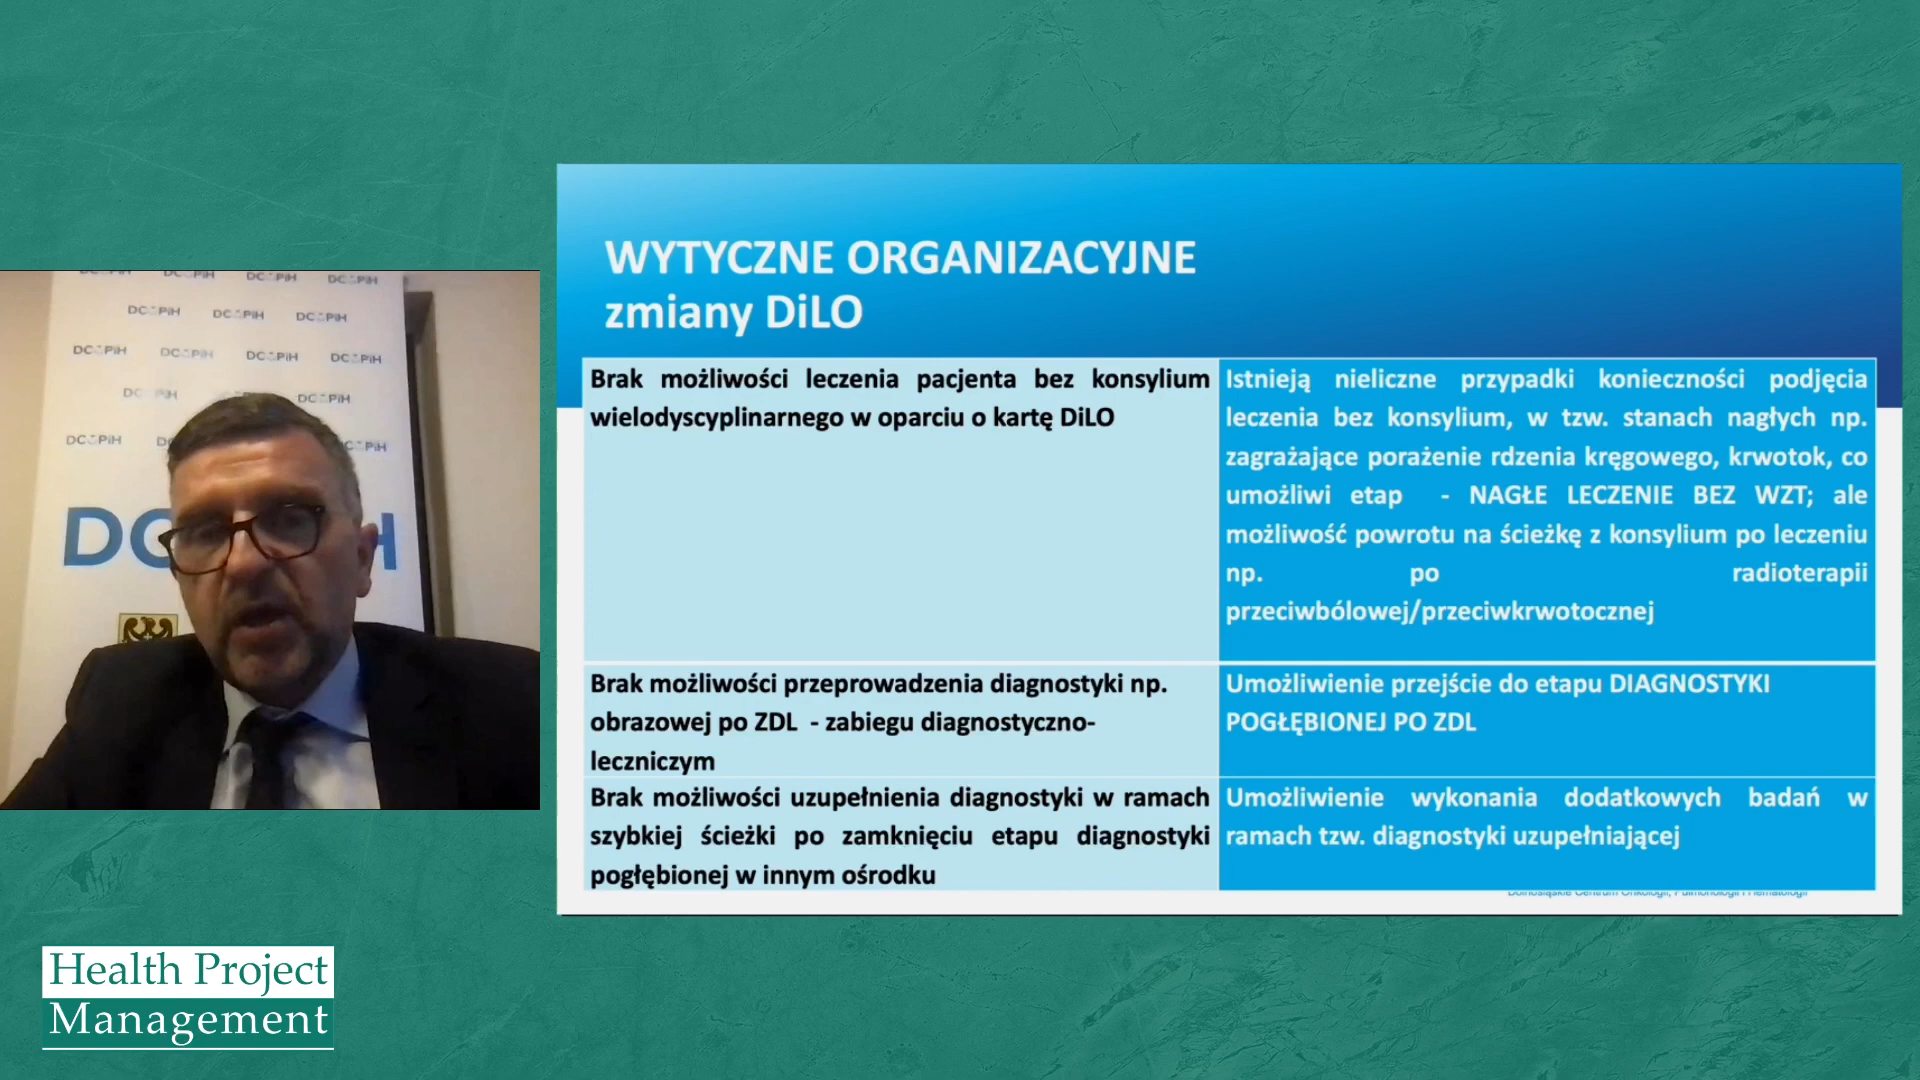 WYTYCZNE ORGANIZACYJNE
zmiany DiLO
Brak możliwości leczenia pacjenta bez konsylium
wielodyscyplinarnego w oparciu o kartę DiLO
Istnieją nieliczne przypadki konieczności podjęcia
leczenia bez konsylium, w tzw. stanach nagłych np.
zagrażające porażenie rdzenia kręgowego, krwotok, co
umożliwi etap - NAGŁE LECZENIE BEZ WZT; ale
możliwość powrotu na ścieżkę z konsylium po leczeniu
np. po radioterapii
przeciwbólowej/przeciwkrwotocznej
Brak możliwości przeprowadzenia diagnostyki np.
obrazowej po ZDL - zabiegu diagnostyczno-
leczniczym
Umożliwienie przejście do etapu DIAGNOSTYKI
POGŁĘBIONEJ PO ZDL
Brak możliwości uzupełnienia diagnostyki w ramach
szybkiej ścieżki po zamknięciu etapu diagnostyki
pogłębionej w innym ośrodku
Umożliwienie wykonania dodatkowych badań w
ramach tzw. diagnostyki uzupełniającej
Dolnośląskie Centrum Onkologii, Pulmonologii i Hematologii
Health Project
Management